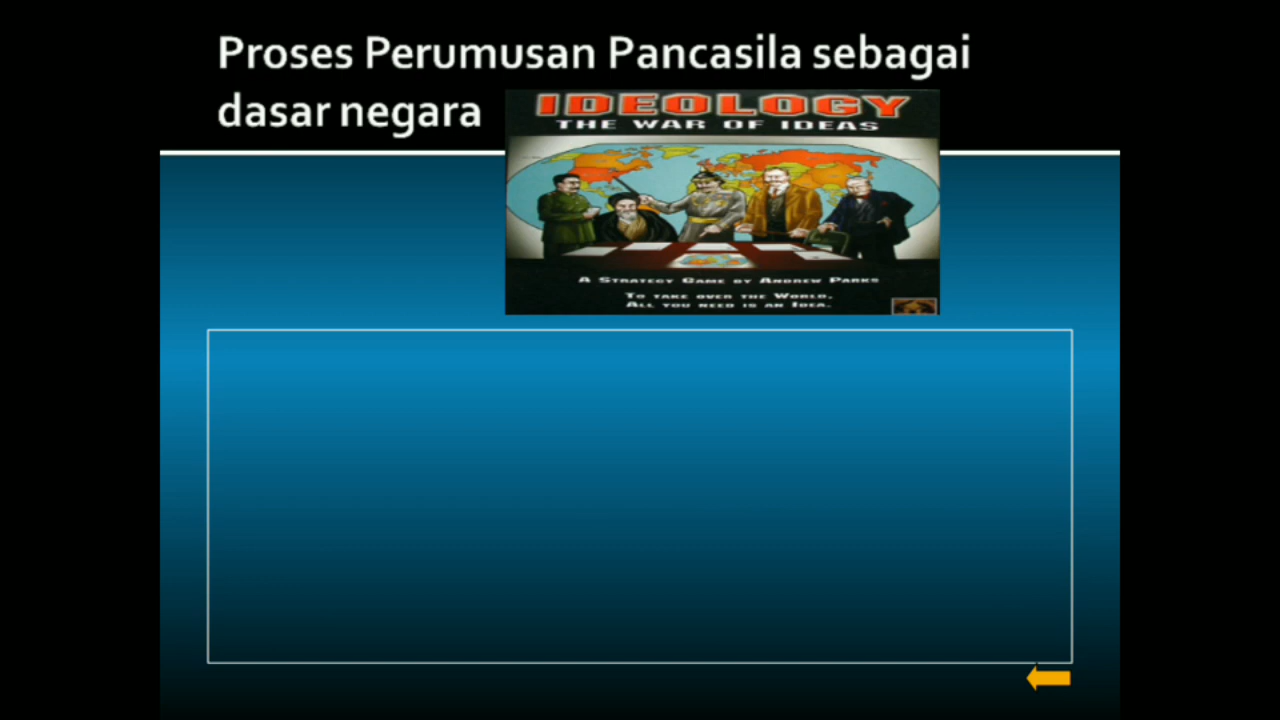 Proses Perumusan Pancasila sebagai
dasar negara
IDEOLOGY
THE WAR OF IDEAS
A STRATEGY GAME BY ANDREW PARKS
TO TAKE OVER THE WORLD,
ALL YOU NEED IS AN IDEA.